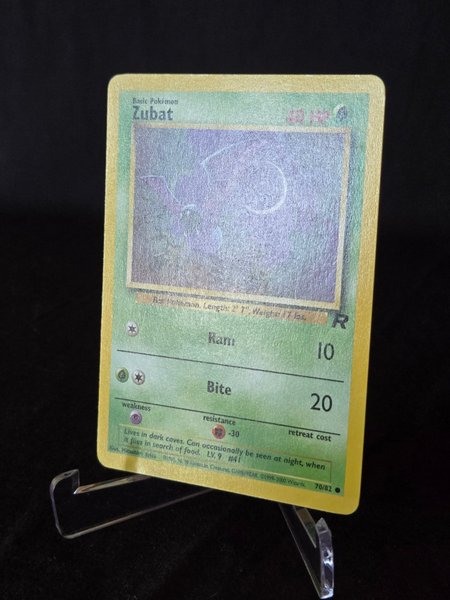 Basic Pokémon
Zubat 40 HP
Bat Pokémon. Length: 2' 7", Weight: 17 lbs.
R
Ram 10
Bite 20
weakness resistance retreat cost
-30
Lives in dark caves. Can occasionally be seen at night, when
it flies in search of food. LV. 9 #41
70/82